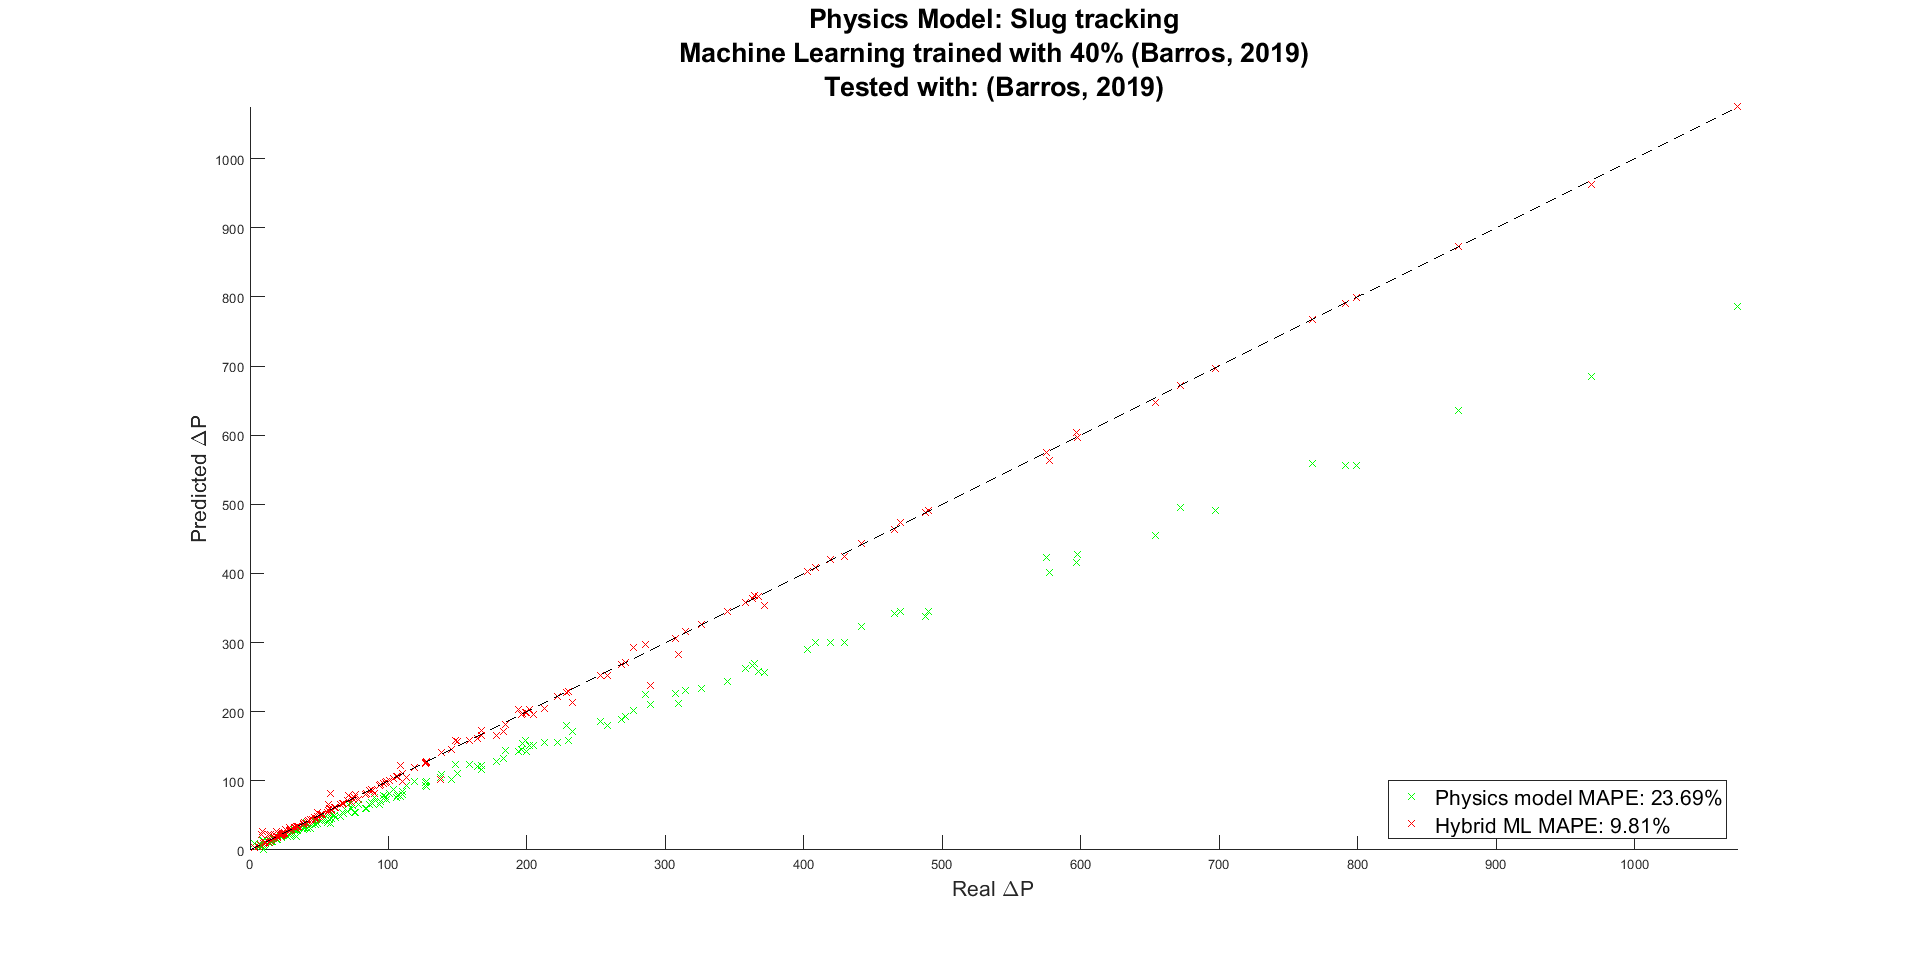 Physics Model: Slug tracking
Machine Learning trained with 40% (Barros, 2019)
Tested with: (Barros, 2019)
1000
900
800
700
600
500
400
300
200
100
0
Predicted ΔP
0 100 200 300 400 500 600 700 800 900 1000
Real ΔP
Physics model MAPE: 23.69%
Hybrid ML MAPE: 9.81%